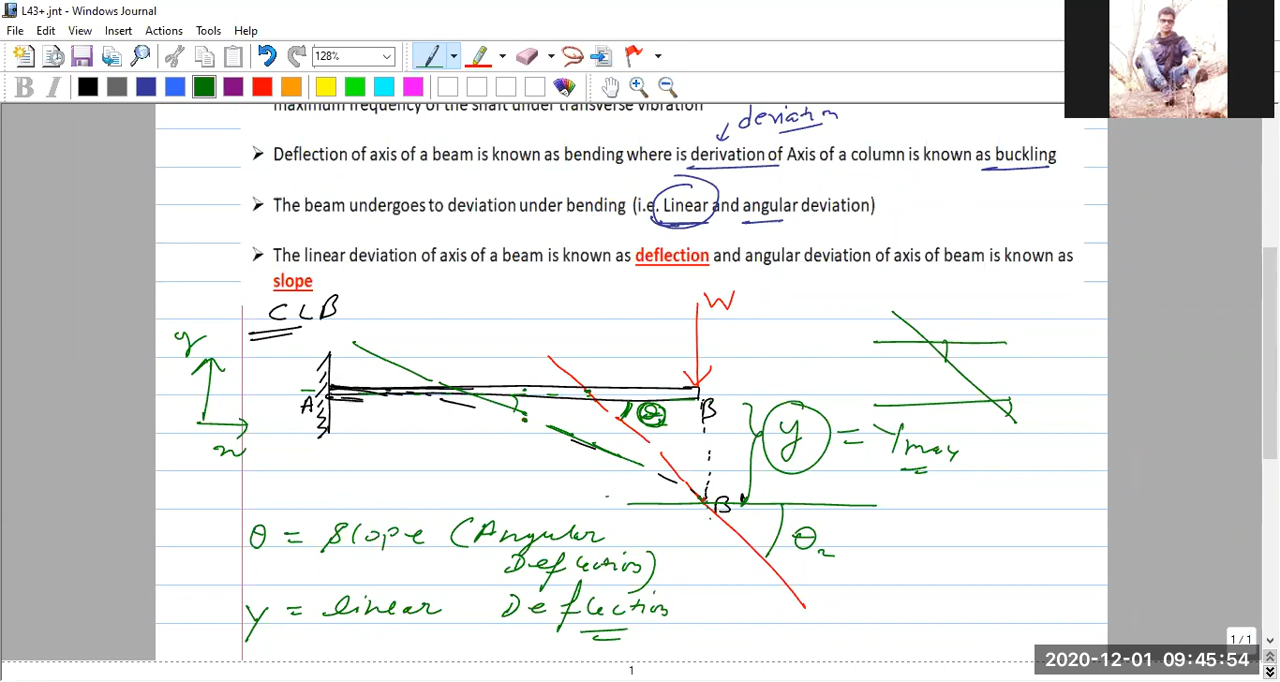 L43+.jnt - Windows Journal
File Edit View Insert Actions Tools Help
128%
B I
maximum frequency of the shaft under transverse vibration
deviatn
Deflection of axis of a beam is known as bending where is derivation of Axis of a column is known as buckling
The beam undergoes to deviation under bending (i.e. Linear and angular deviation)
The linear deviation of axis of a beam is known as deflection and angular deviation of axis of beam is known as
slope
CLB
W
y
A
θ
B
x
y = Ymax
B
θ = Slope (Angular
Deflection)
θ2
y = linear Deflection
1 / 1
2020-12-01 09:45:54
1